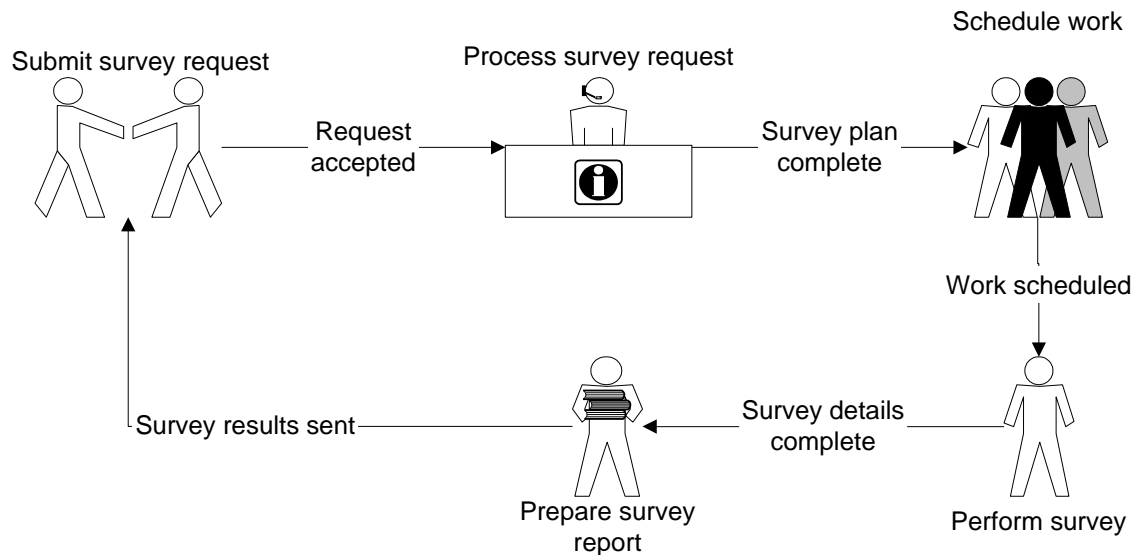 Schedule work
Submit survey request
Process survey request
Request
accepted
Survey plan
complete
Work scheduled
Survey results sent
Survey details
complete
Prepare survey
report
Perform survey